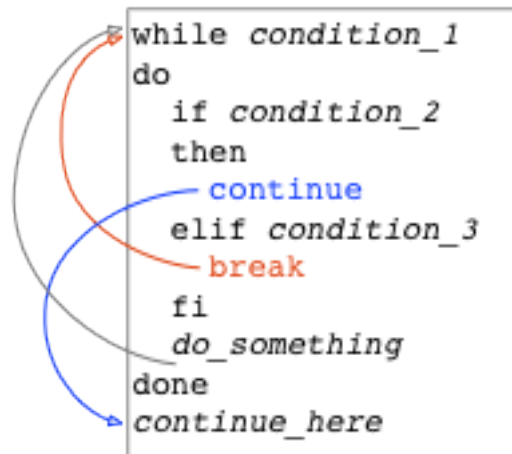 while condition_1
do
if condition_2
then
continue
elif condition_3
break
fi
do_something
done
continue_here